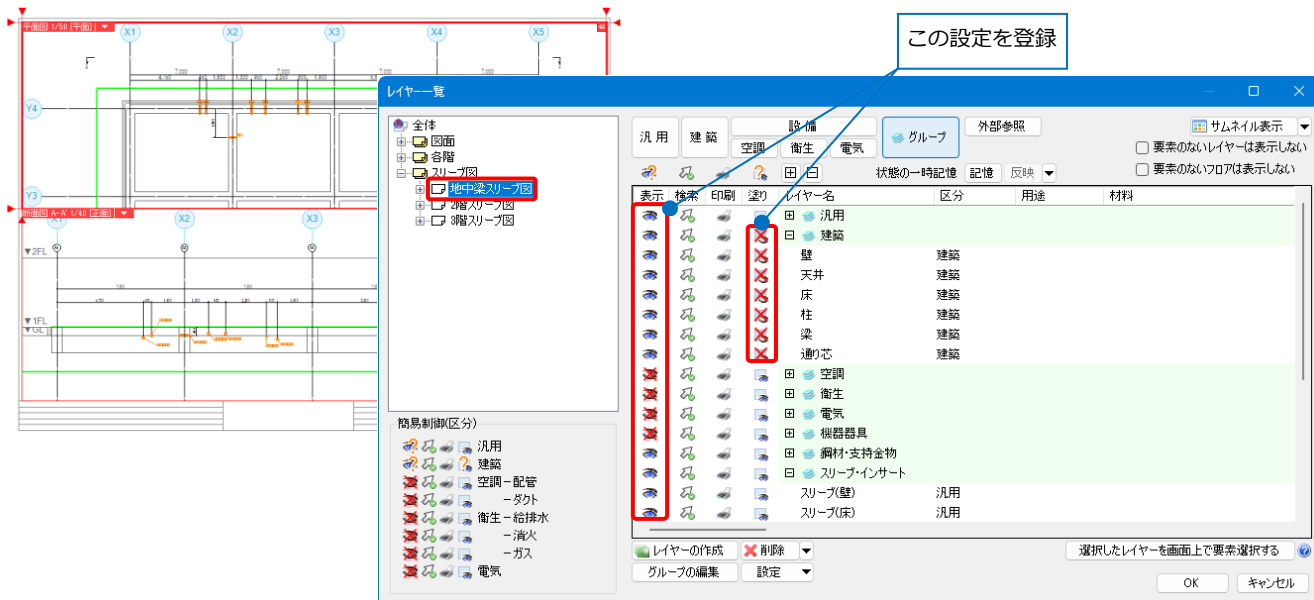 この設定を登録
平面図 1/50 [平面]
X1 X2 X3 X4 X5
7,000 7,000 7,000 7,000
Y4
Y3
断面図 A-A' 1/40 [正面]
X1 X2 X3
▼2FL
▼1FL
▼GL
レイヤー一覧
全体
図面
各階
スリーブ図
地中梁スリーブ図
2階スリーブ図
3階スリーブ図
簡易制御(区分)
汎用
建築
空調-配管
-ダクト
衛生-給排水
-消火
-ガス
電気
汎用 建築 設備 空調 衛生 電気 グループ 外部参照 サムネイル表示
要素のないレイヤーは表示しない
要素のないフロアは表示しない
状態の一時記憶 記憶 反映
表示 検索 印刷 塗り レイヤー名 区分 用途 材料
汎用
建築
壁 建築
天井 建築
床 建築
柱 建築
梁 建築
通り芯 建築
空調
衛生
電気
機器器具
鋼材・支持金物
スリーブ・インサート
スリーブ(壁) 汎用
スリーブ(床) 汎用
レイヤーの作成 削除 選択したレイヤーを画面上で要素選択する
グループの編集 設定
OK キャンセル